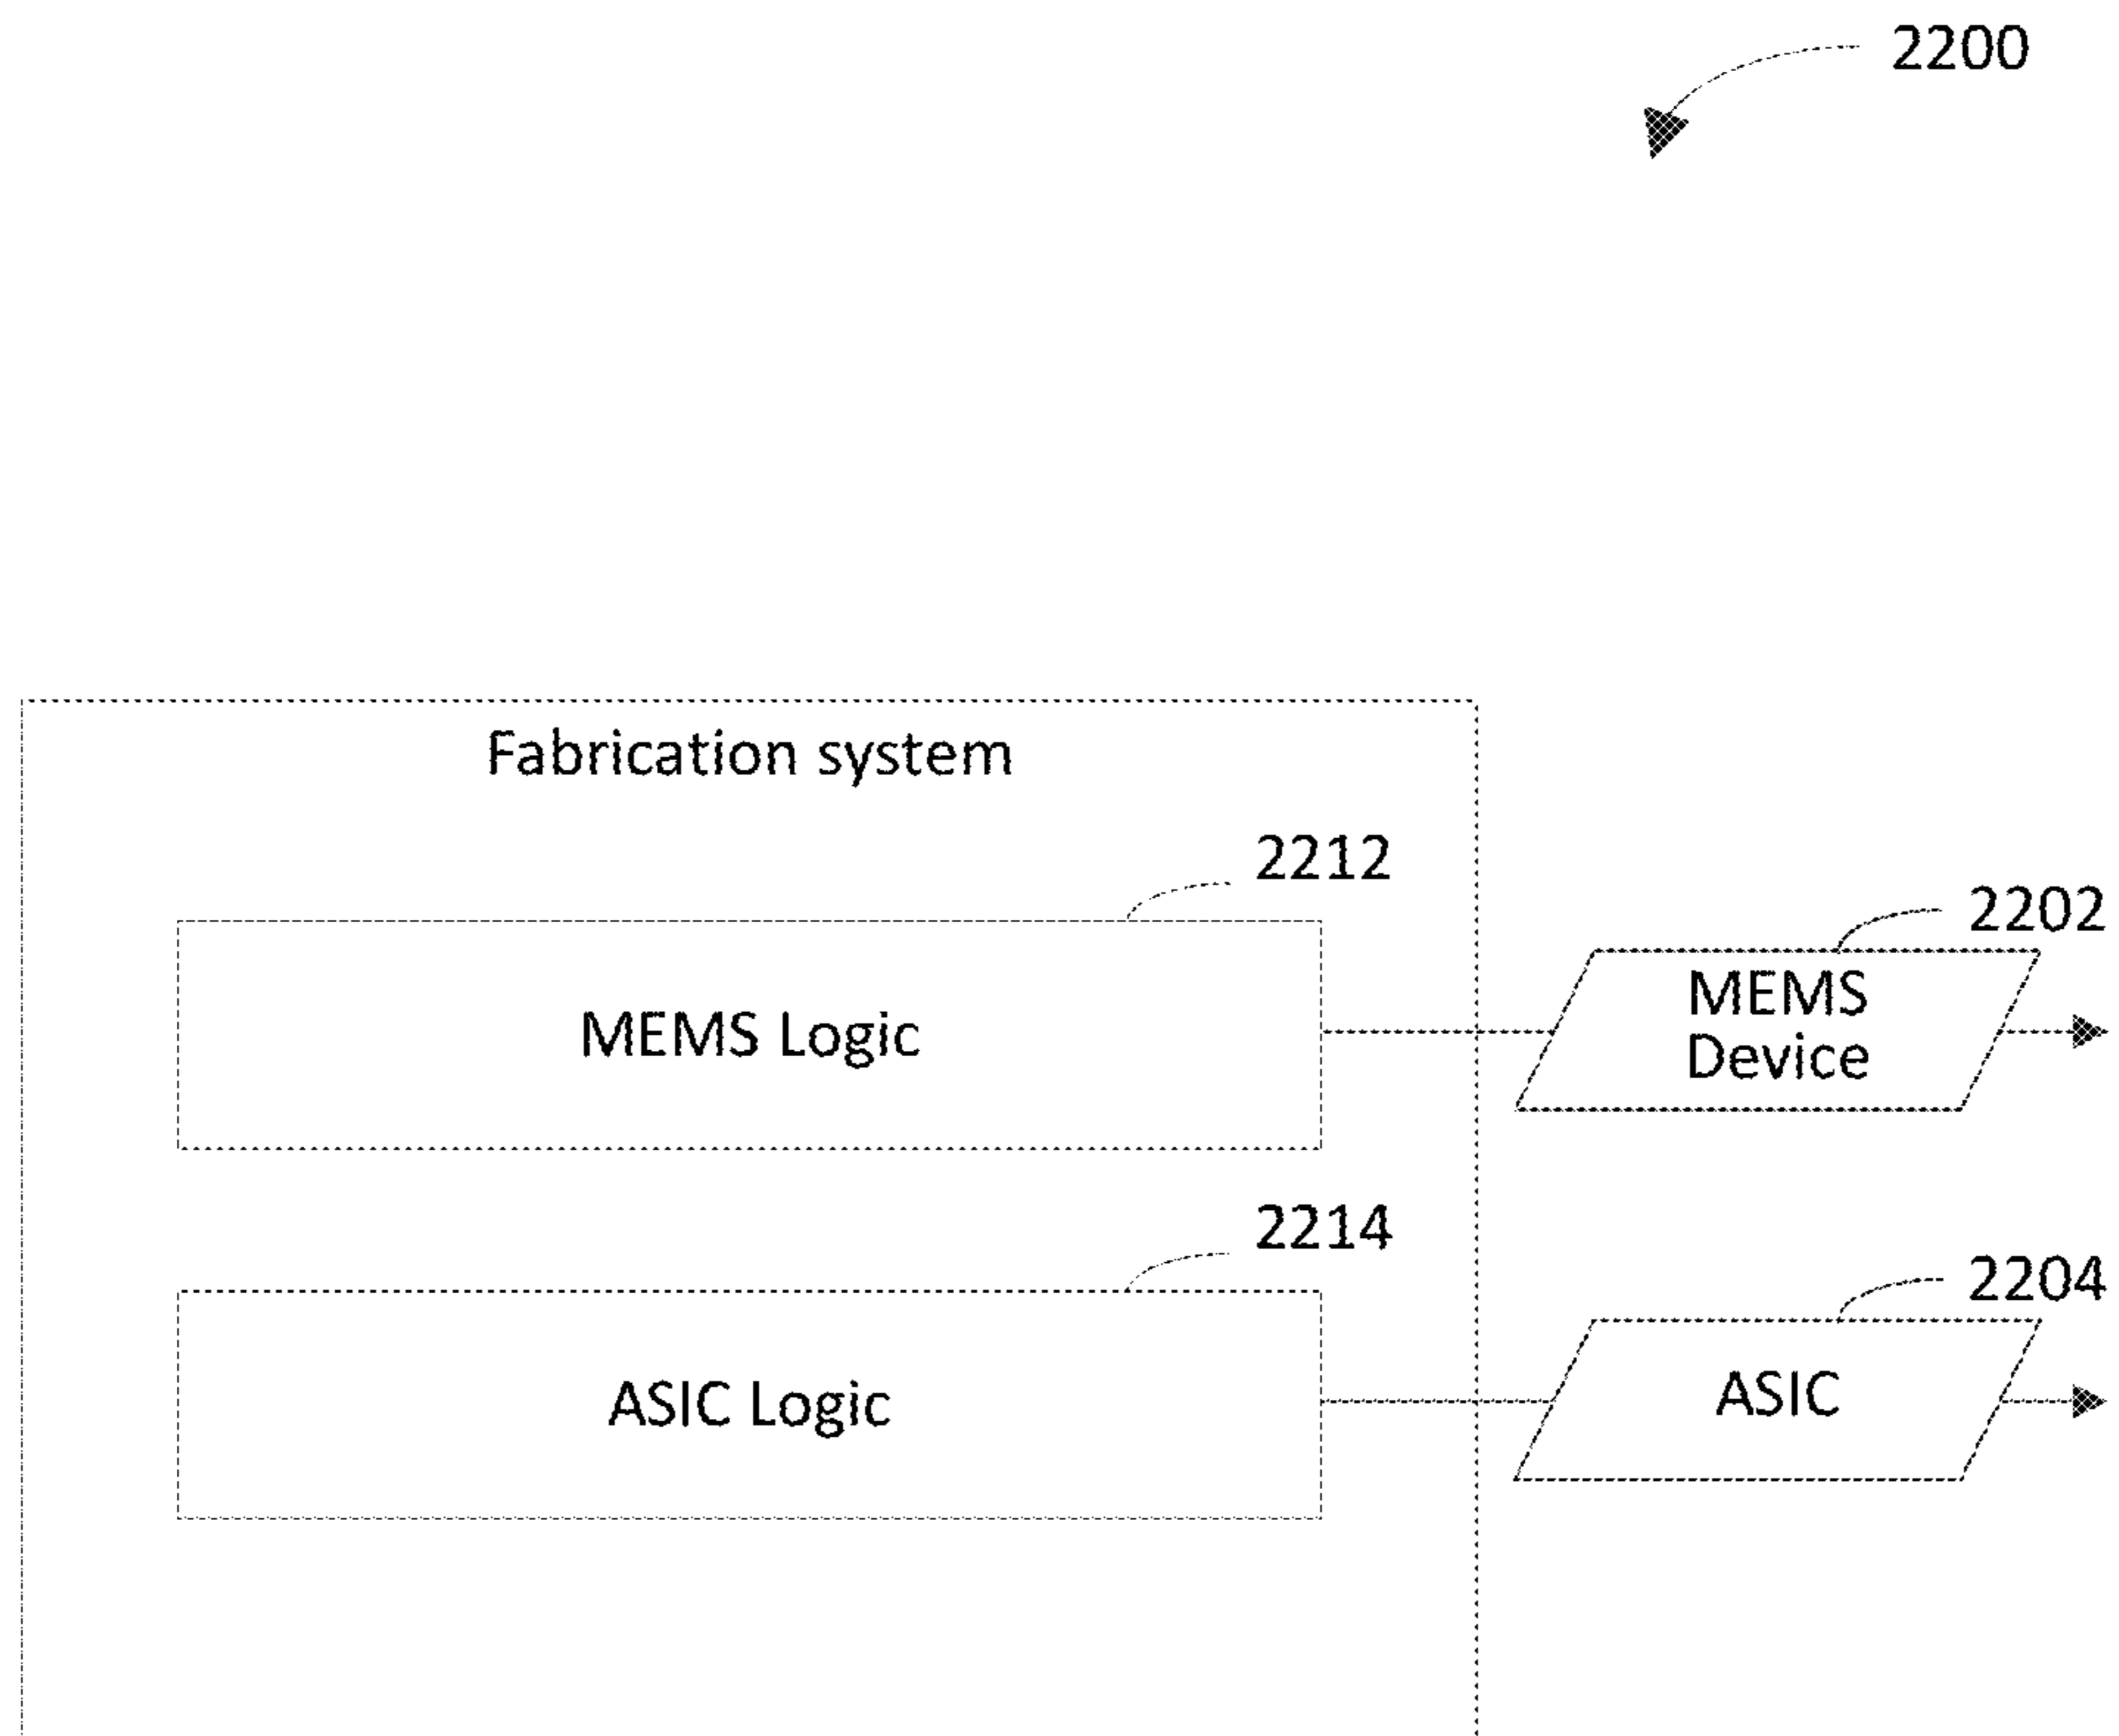 2200
Fabrication system
2212
2202
MEMS Logic
MEMS
Device
2214
2204
ASIC Logic
ASIC